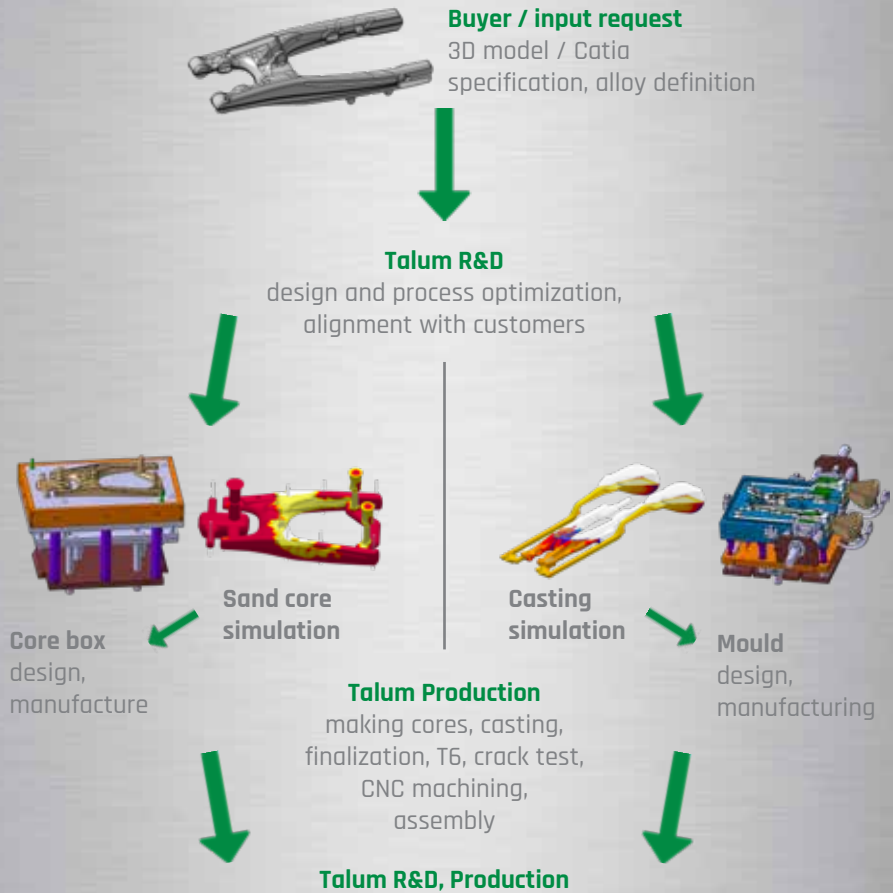 Buyer / input request
3D model / Catia
specification, alloy definition
Talum R&D
design and process optimization,
alignment with customers
Sand core
simulation
Casting
simulation
Core box
design,
manufacture
Mould
design,
manufacturing
Talum Production
making cores, casting,
finalization, T6, crack test,
CNC machining,
assembly
Talum R&D, Production